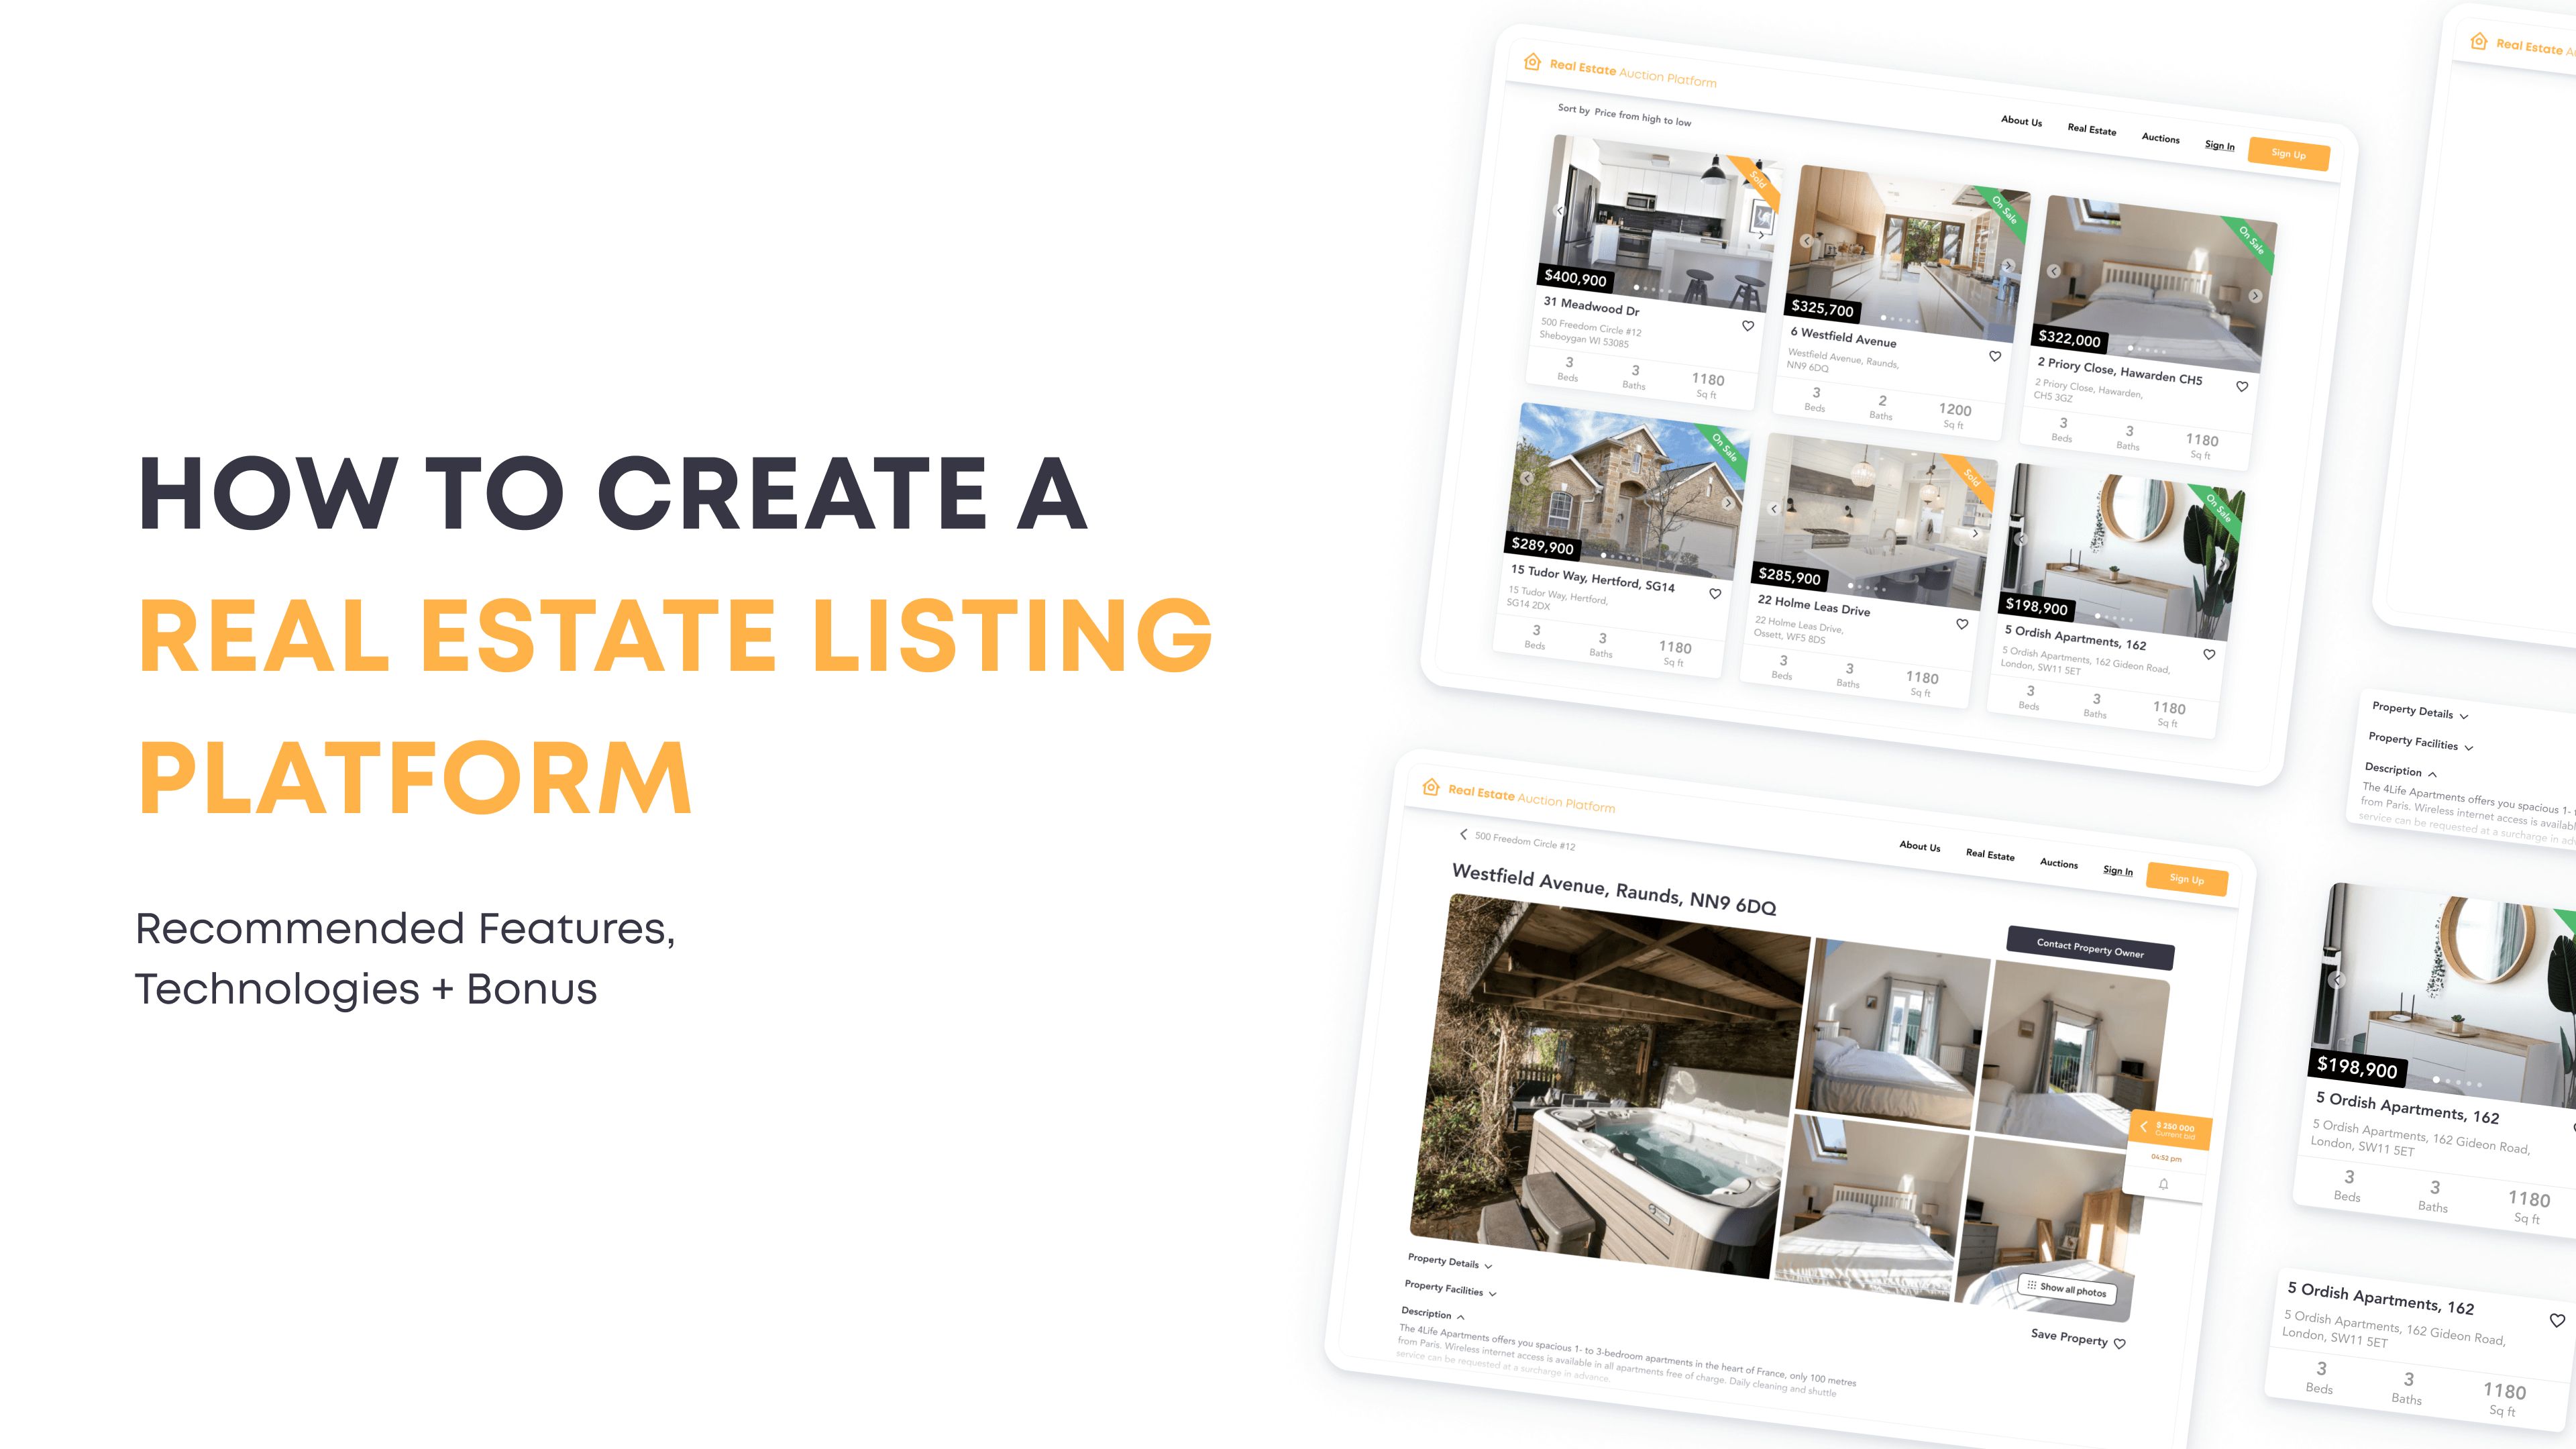 HOW TO CREATE A
REAL ESTATE LISTING
PLATFORM
Recommended Features,
Technologies + Bonus
Real Estate Auction Platform
About Us
Real Estate
Auctions
Sign In
Sign Up
Sort by Price from high to low
Sold
$400,900
31 Meadwood Dr
500 Freedom Circle #12
Sheboygan WI 53085
3
Beds
3
Baths
1180
Sq ft
On Sale
$325,700
6 Westfield Avenue
Westfield Avenue, Raunds,
NN9 6DQ
3
Beds
2
Baths
1200
Sq ft
On Sale
$322,000
2 Priory Close, Hawarden CH5
2 Priory Close, Hawarden,
CH5 3GZ
3
Beds
3
Baths
1180
Sq ft
On Sale
$289,900
15 Tudor Way, Hertford, SG14
15 Tudor Way, Hertford,
SG14 2DX
3
Beds
3
Baths
1180
Sq ft
Sold
$285,900
22 Holme Leas Drive
22 Holme Leas Drive,
Ossett, WF5 8DS
3
Beds
3
Baths
1180
Sq ft
On Sale
$198,900
5 Ordish Apartments, 162
5 Ordish Apartments, 162 Gideon Road,
London, SW11 5ET
3
Beds
3
Baths
1180
Sq ft
Real Estate Auction Platform
About Us
Real Estate
Auctions
Sign In
Sign Up
500 Freedom Circle #12
Westfield Avenue, Raunds, NN9 6DQ
Contact Property Owner
$ 250 000
Current bid
04:52 pm
Show all photos
Save Property
Property Details
Property Facilities
Description
The 4Life Apartments offers you spacious 1- to 3-bedroom apartments in the heart of France, only 100 metres
from Paris. Wireless internet access is available in all apartments free of charge. Daily cleaning and shuttle
service can be requested at a surcharge in advance.
Real Estate
Property Details
Property Facilities
Description
The 4Life Apartments offers you spacious 1-
from Paris. Wireless internet access is
service can be requested at a surcharge in
$198,900
5 Ordish Apartments, 162
5 Ordish Apartments, 162 Gideon Road,
London, SW11 5ET
3
Beds
3
Baths
1180
Sq ft
5 Ordish Apartments, 162
5 Ordish Apartments, 162 Gideon Road,
London, SW11 5ET
3
Beds
3
Baths
1180
Sq ft